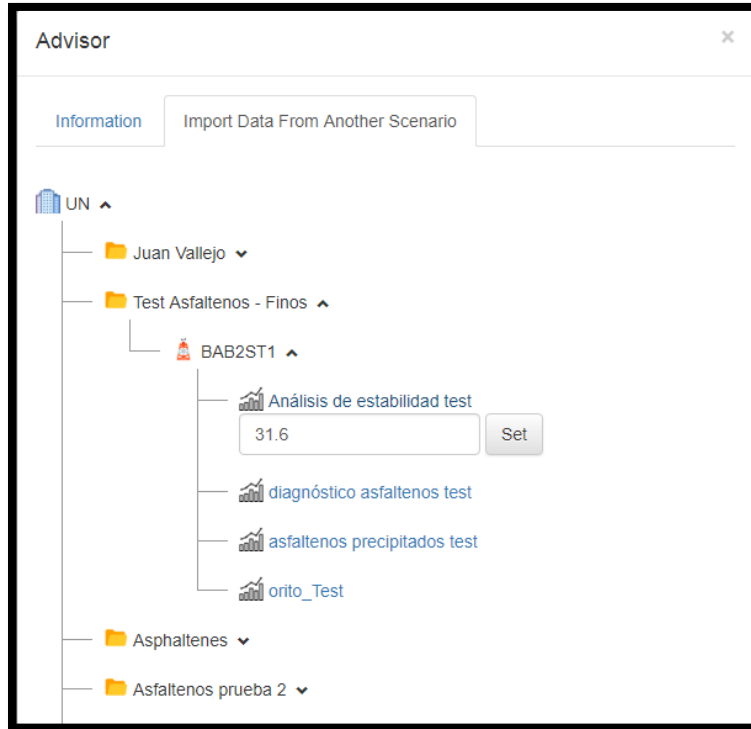 Advisor
×
Information
Import Data From Another Scenario
UN
Juan Vallejo
Test Asfaltenos - Finos
BAB2ST1
Análisis de estabilidad test
31.6
Set
diagnóstico asfaltenos test
asfaltenos precipitados test
orito_Test
Asphaltenes
Asfaltenos prueba 2